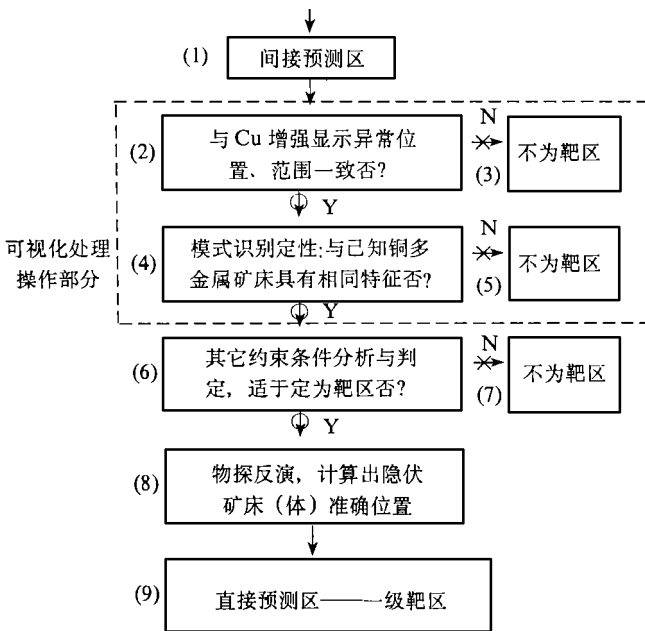 (1)
间接预测区
(2)
与 Cu 增强显示异常位
置、范围一致否?
N
(3)
不为靶区
Y
可视化处理
操作部分
(4)
模式识别定性:与己知铜多
金属矿床具有相同特征否?
N
(5)
不为靶区
Y
(6)
其它约束条件分析与判
定，适于定为靶区否?
N
(7)
不为靶区
Y
(8)
物探反演，计算出隐伏
矿床（体）准确位置
(9)
直接预测区——一级靶区